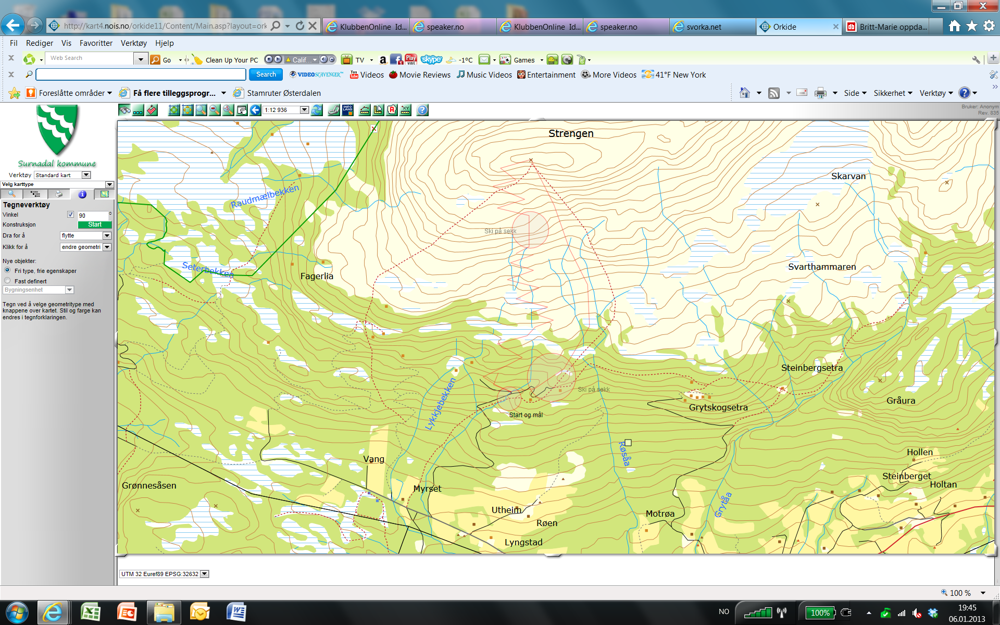 http://kart4.nois.no/orkide11/Content/Main.asp?layout=ork
KlubbenOnline Id...
speaker.no
KlubbenOnline Id...
speaker.no
svorka.net
Orkide
Britt-Marie oppda...
Fil Rediger Vis Favoritter Verktøy Hjelp
Web Search
Go
Clean Up Your PC
Calif...
TV
Play
skype
-1°C
Games
Search
VIDEOSCAVENGER
YouTube
Videos
Movie Reviews
Music Videos
Entertainment
More Videos
41°F New York
Foreslåtte områder
Få flere tilleggsprogr...
Stamruter Østerdalen
Side
Sikkerhet
Verktøy
1:12 936
INFO LAND
Bruker: Anonym
Rev. 835
Surnadal kommune
Verktøy Standard kart
Velg karttype
Tegneverktøy
Vinkel 90 °
Konstruksjon Start
Dra for å flytte
Klikk for å endre geometri
Nye objekter:
Fri type, frie egenskaper
Fast definert
Bygningsenhet
Tegn ved å velge geometritype med
knappene over kartet. Stil og farge kan
endres i tegnforklaringen.
Strengen
Skarvan
Raudmælbekken
Ski på sekk
Seterbekken
Fagerlia
Svarthammaren
Steinbergsetra
Lykkjebekken
Ski på sekk
Gråura
Grytskogsetra
Start og mål
Røsåa
Hollen
Vang
Steinberget
Holtan
Grønnesåsen
Myrset
Grytåa
Utheim
Motrøa
Røen
Lyngstad
UTM 32 Euref89 EPSG:32632
100 %
NO
100%
19:45
06.01.2013